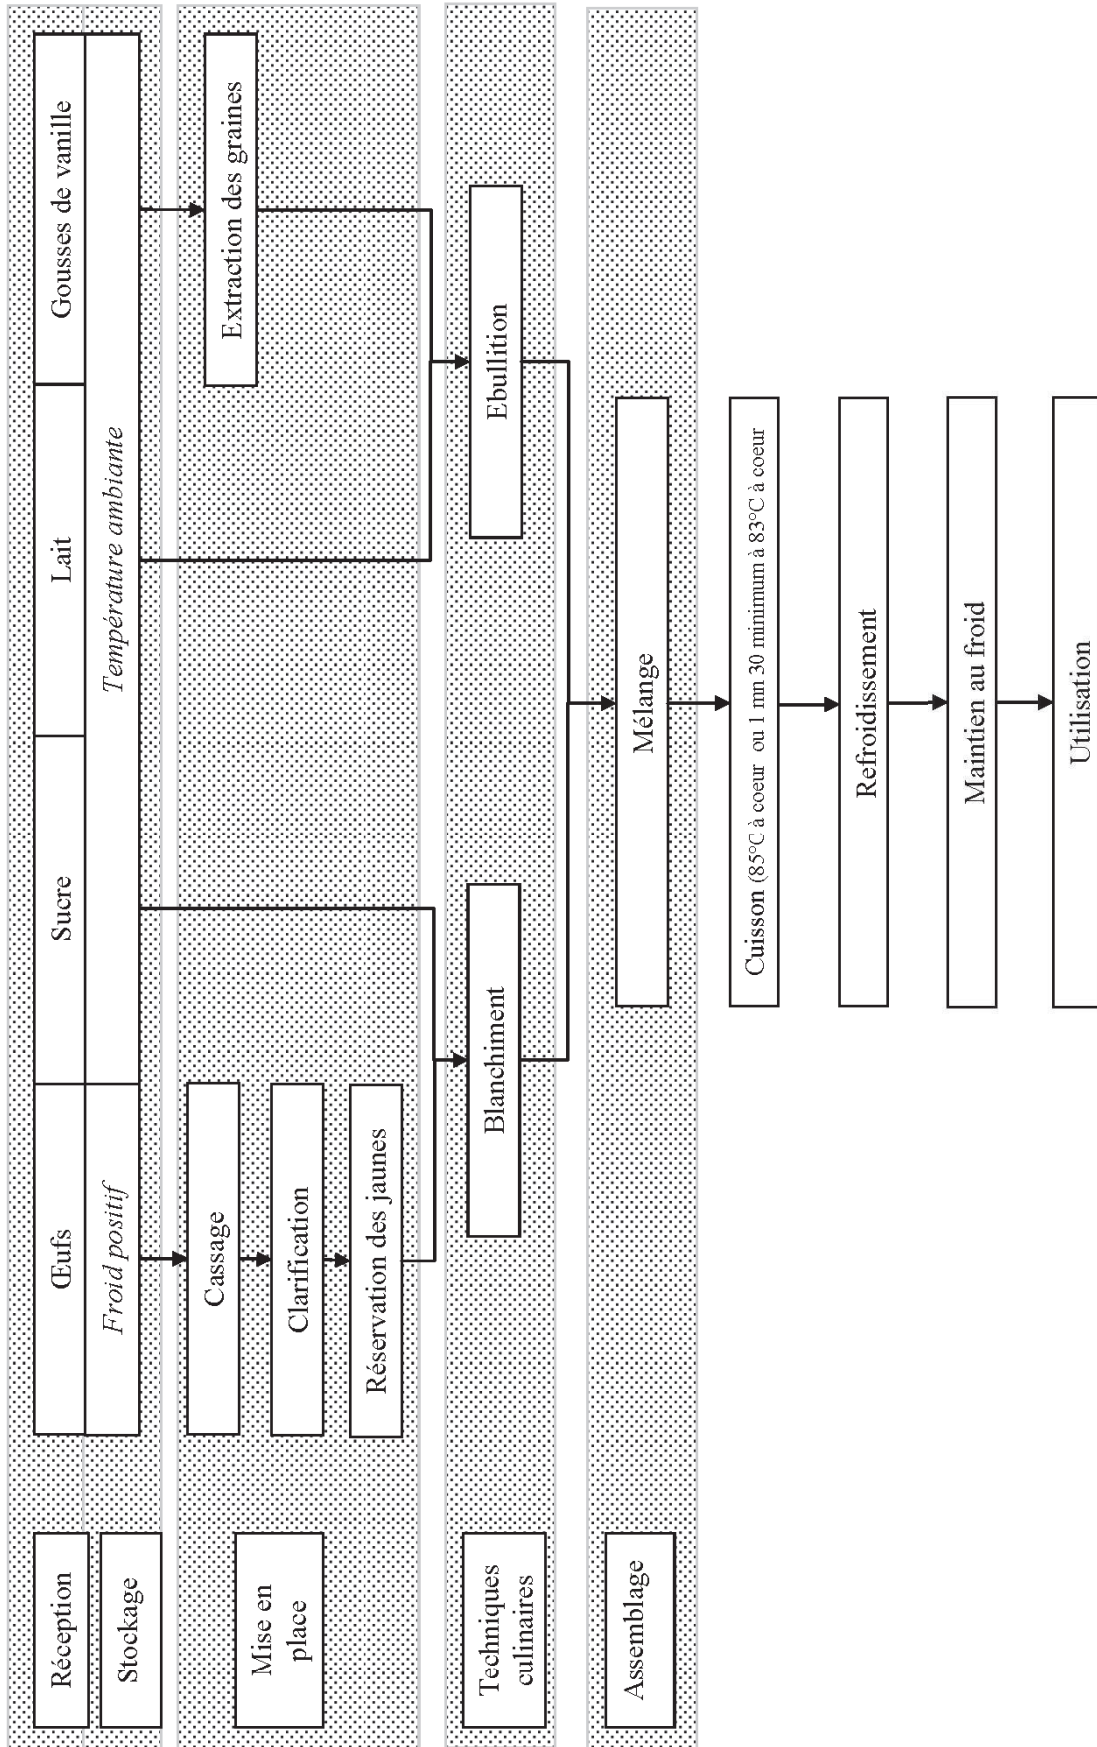 Réception
Œufs
Sucre
Lait
Gousses de vanille
Stockage
Froid positif
Température ambiante
Mise en
place
Cassage
Extraction des graines
Clarification
Réservation des jaunes
Techniques
culinaires
Blanchiment
Ebullition
Assemblage
Mélange
Cuisson (85°C à coeur ou 1 mn 30 minimum à 83°C à coeur
Refroidissement
Maintien au froid
Utilisation